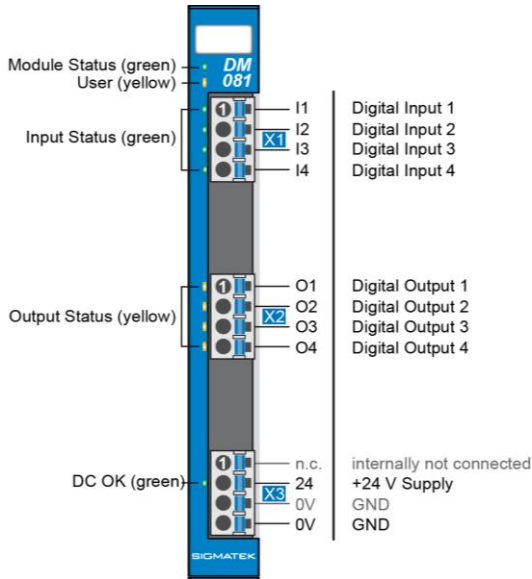 Module Status (green)
DM
User (yellow)
081
Input Status (green)
1
X1
I1 Digital Input 1
I2 Digital Input 2
I3 Digital Input 3
I4 Digital Input 4
Output Status (yellow)
1
X2
O1 Digital Output 1
O2 Digital Output 2
O3 Digital Output 3
O4 Digital Output 4
DC OK (green)
1
X3
n.c. internally not connected
24 +24 V Supply
0V GND
0V GND
SIGMATEK